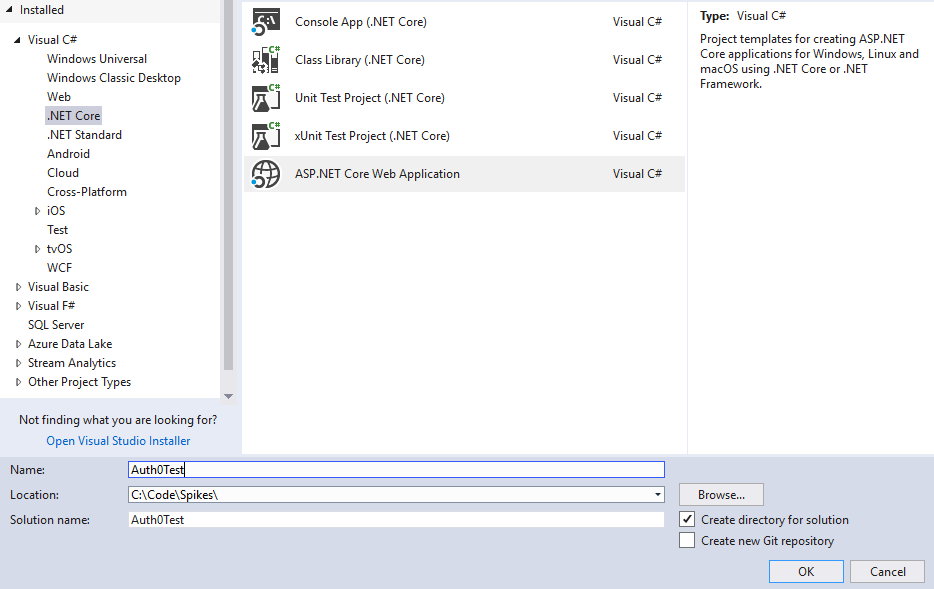 Installed
Visual C#
Windows Universal
Windows Classic Desktop
Web
.NET Core
.NET Standard
Android
Cloud
Cross-Platform
iOS
Test
tvOS
WCF
Visual Basic
Visual F#
SQL Server
Azure Data Lake
Stream Analytics
Other Project Types
Not finding what you are looking for?
Open Visual Studio Installer
Console App (.NET Core) Visual C#
Class Library (.NET Core) Visual C#
Unit Test Project (.NET Core) Visual C#
xUnit Test Project (.NET Core) Visual C#
ASP.NET Core Web Application Visual C#
Type: Visual C#
Project templates for creating ASP.NET
Core applications for Windows, Linux and
macOS using .NET Core or .NET
Framework.
Name: Auth0Test
Location: C:\Code\Spikes\ Browse...
Solution name: Auth0Test
Create directory for solution
Create new Git repository
OK Cancel